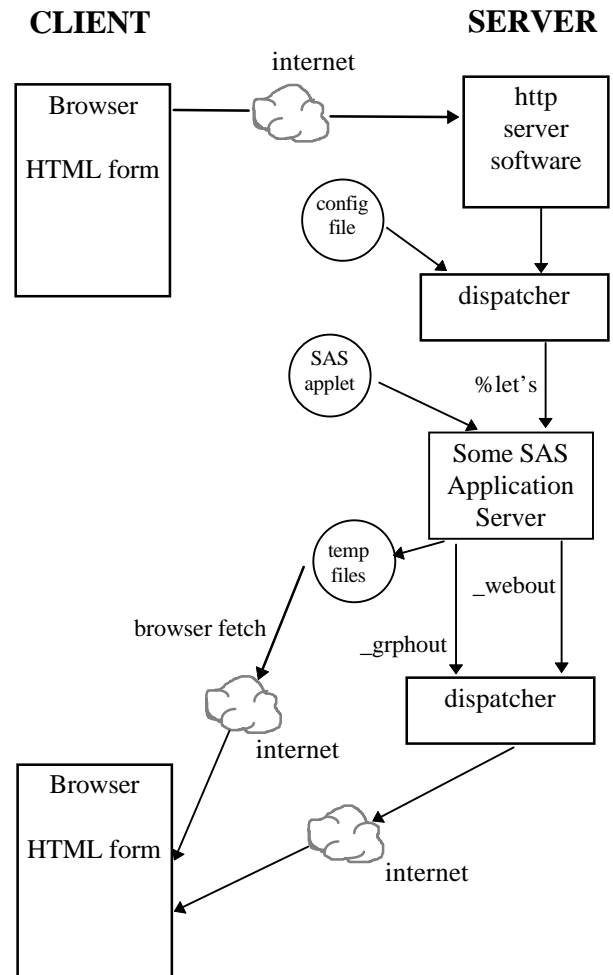 CLIENT
SERVER
internet
Browser
HTML form
http
server
software
config
file
dispatcher
SAS
applet
%let's
Some SAS
Application
Server
temp
files
_webout
browser fetch
_grphout
dispatcher
internet
Browser
HTML form
internet